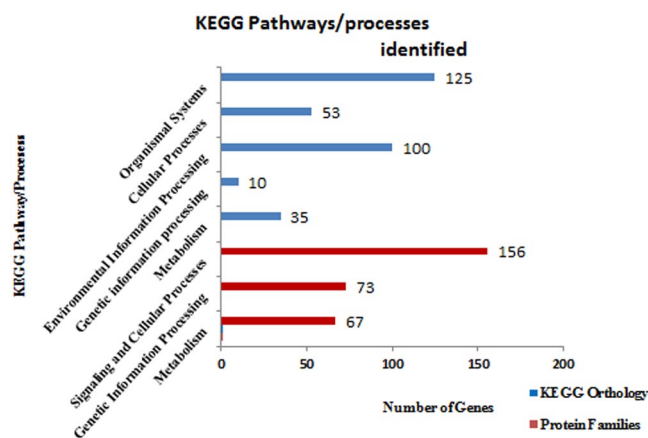 KEGG Pathways/processes
identified
KEGG Pathway/Procsess
Organismal Systems
125
Cellular Processes
53
Environmental Information Processing
100
Genetic information processing
10
Metabolism
35
Signaling and Cellular Processes
156
Genetic Information Processing
73
Metabolism
67
0 50 100 150 200
Number of Genes
KEGG Orthology
Protein Families